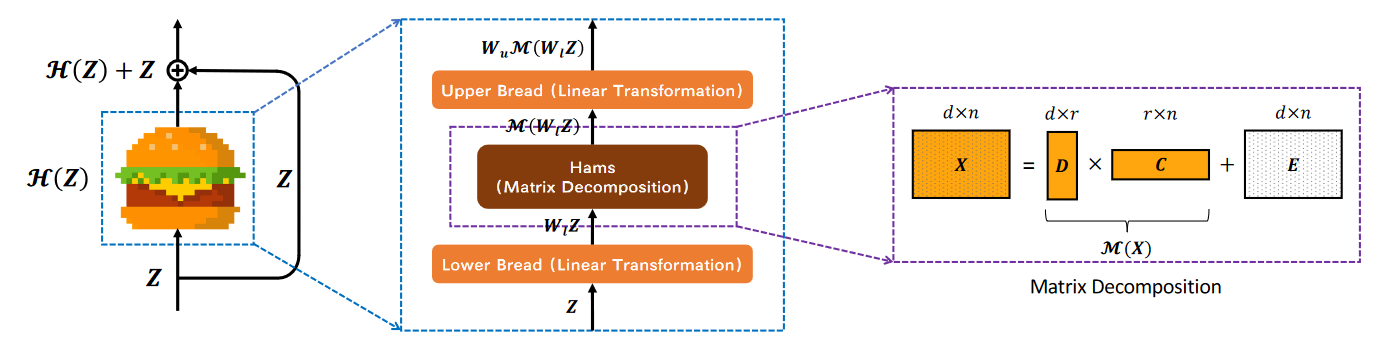 𝓗(Z) + Z
𝓗(Z)
Z
Z
W_u𝓜(W_lZ)
Upper Bread (Linear Transformation)
𝓜(W_lZ)
Hams
(Matrix Decomposition)
W_lZ
Lower Bread (Linear Transformation)
Z
d×n d×r r×n d×n
X = D × C + E
𝓜(X)
Matrix Decomposition